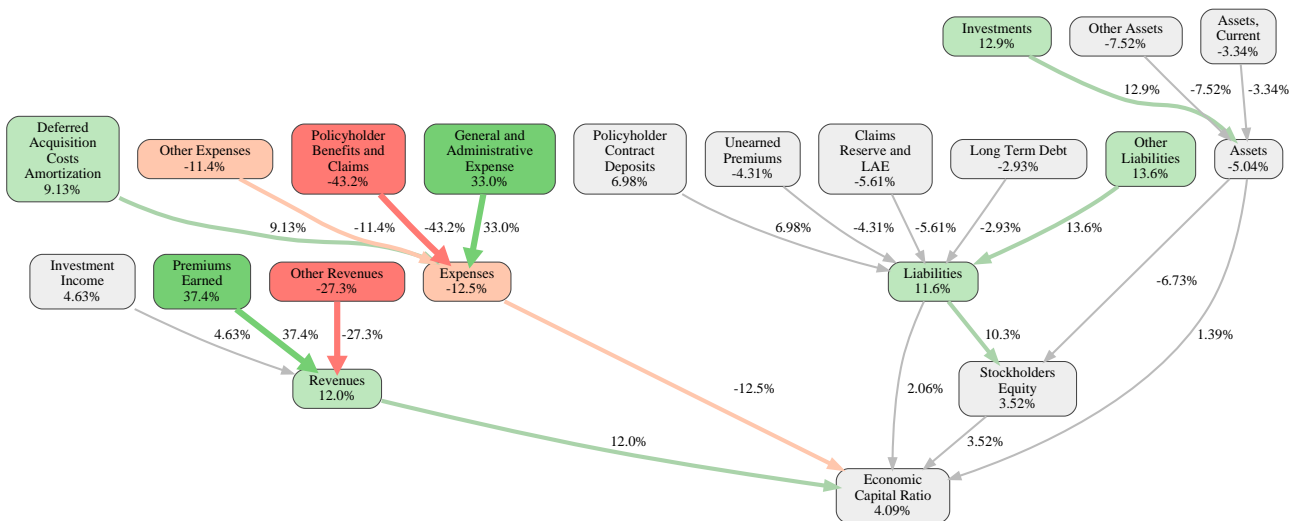 Investments
12.9%
Other Assets
-7.52%
Assets,
Current
-3.34%
12.9%
-7.52%
-3.34%
Deferred
Acquisition
Costs
Amortization
9.13%
Other Expenses
-11.4%
Policyholder
Benefits and
Claims
-43.2%
General and
Administrative
Expense
33.0%
Policyholder
Contract
Deposits
6.98%
Unearned
Premiums
-4.31%
Claims
Reserve and
LAE
-5.61%
Long Term Debt
-2.93%
Other
Liabilities
13.6%
Assets
-5.04%
9.13%
-11.4%
-43.2%
33.0%
6.98%
-4.31%
-5.61%
-2.93%
13.6%
Investment
Income
4.63%
Premiums
Earned
37.4%
Other Revenues
-27.3%
Expenses
-12.5%
Liabilities
11.6%
-6.73%
4.63%
37.4%
-27.3%
10.3%
1.39%
Revenues
12.0%
-12.5%
2.06%
Stockholders
Equity
3.52%
12.0%
3.52%
Economic
Capital Ratio
4.09%